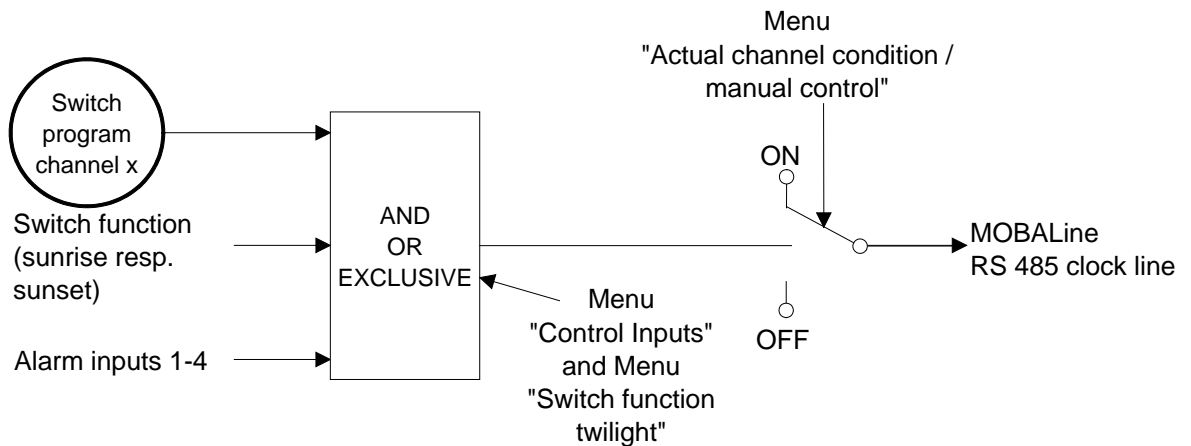 Menu
"Actual channel condition /
manual control"
Switch
program
channel x
ON
Switch function
(sunrise resp.
sunset)
AND
OR
EXCLUSIVE
MOBALine
RS 485 clock line
Menu
"Control Inputs"
and Menu
"Switch function
twilight"
OFF
Alarm inputs 1-4